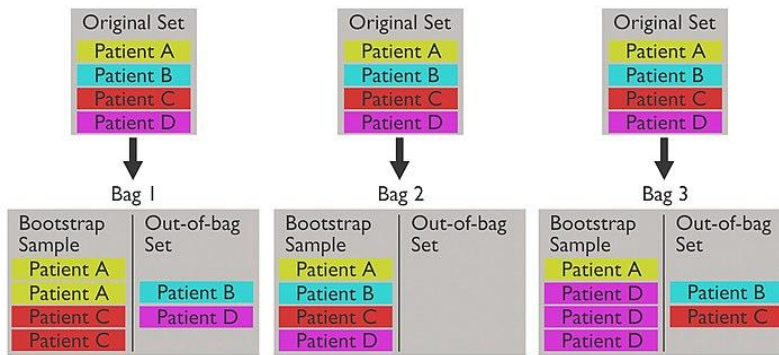 Original Set
Patient A
Patient B
Patient C
Patient D
Original Set
Patient A
Patient B
Patient C
Patient D
Original Set
Patient A
Patient B
Patient C
Patient D
Bag 1
Bootstrap
Sample
Patient A
Patient A
Patient C
Patient C
Out-of-bag
Set
Patient B
Patient D
Bag 2
Bootstrap
Sample
Patient A
Patient B
Patient C
Patient D
Out-of-bag
Set
Bag 3
Bootstrap
Sample
Patient A
Patient D
Patient D
Patient D
Out-of-bag
Set
Patient B
Patient C